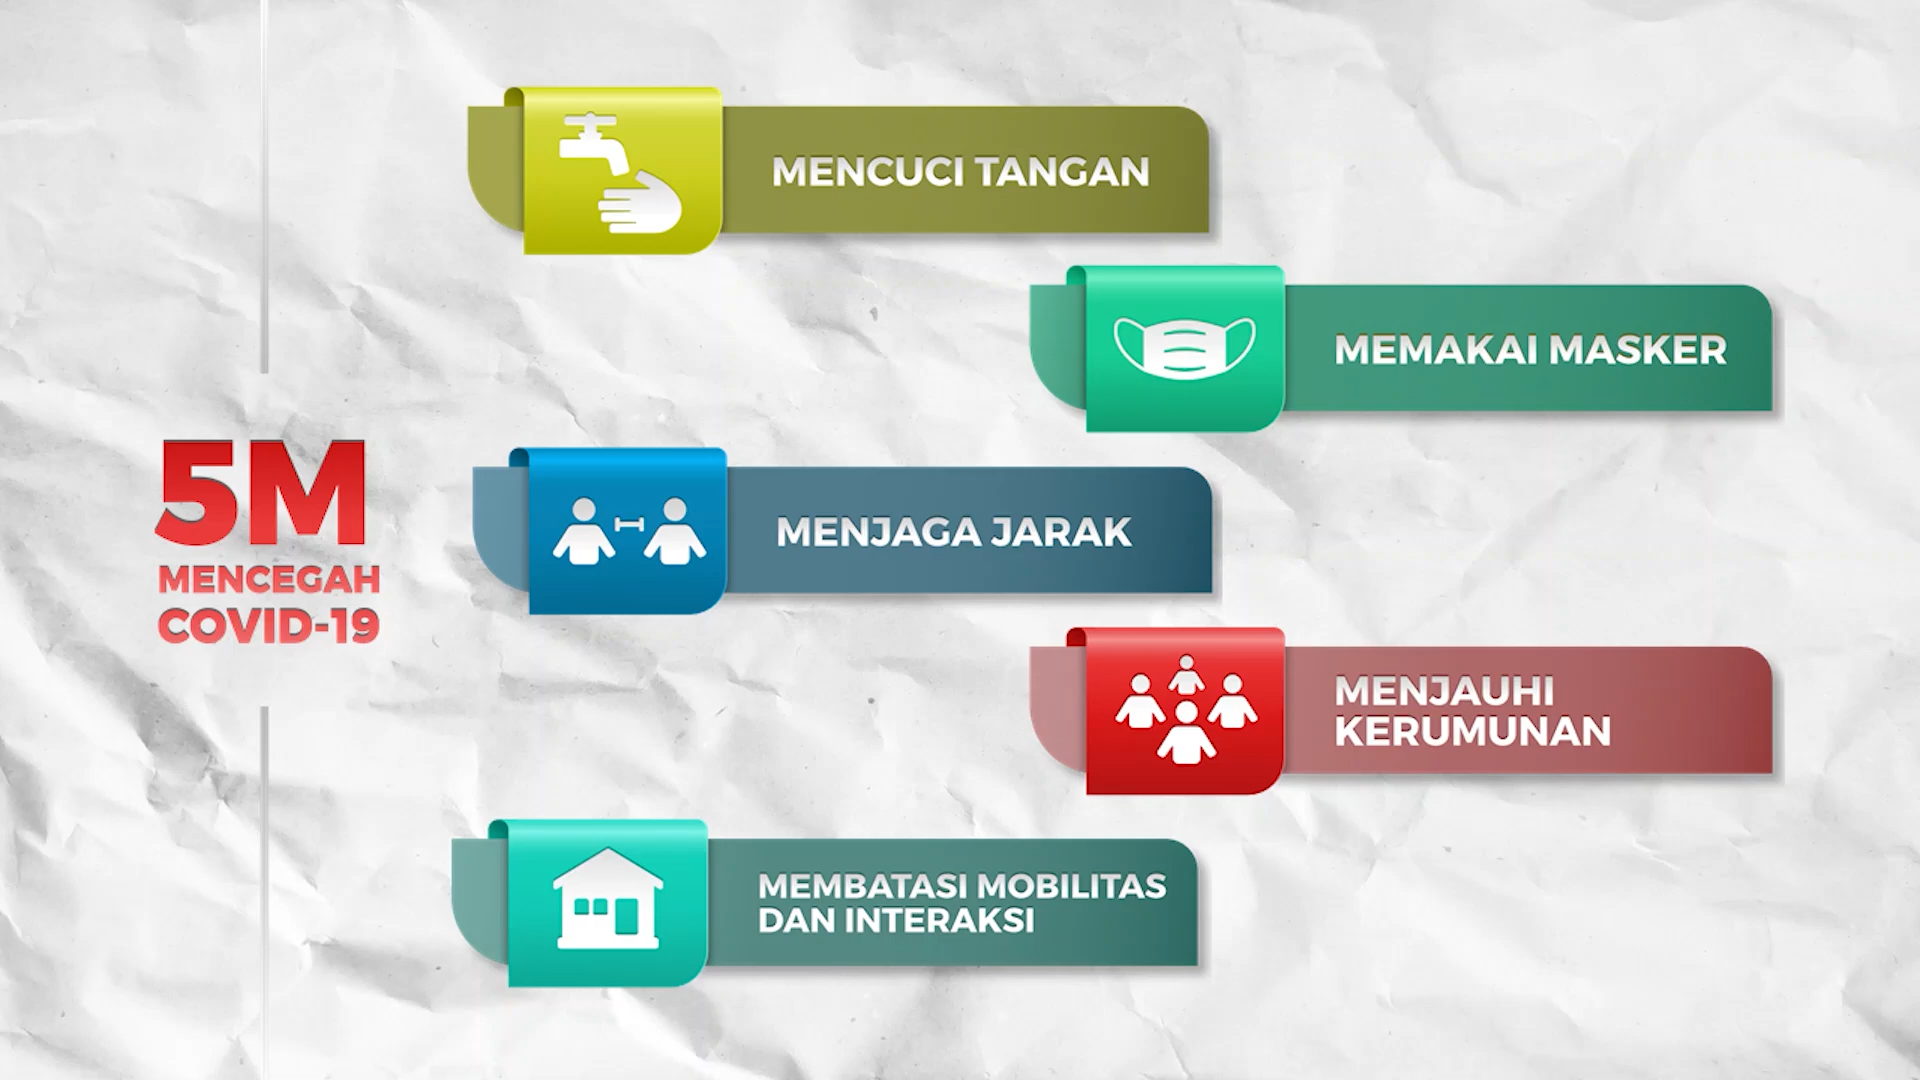 5M
MENCEGAH
COVID-19
MENCUCI TANGAN
MEMAKAI MASKER
MENJAGA JARAK
MENJAUHI
KERUMUNAN
MEMBATASI MOBILITAS
DAN INTERAKSI